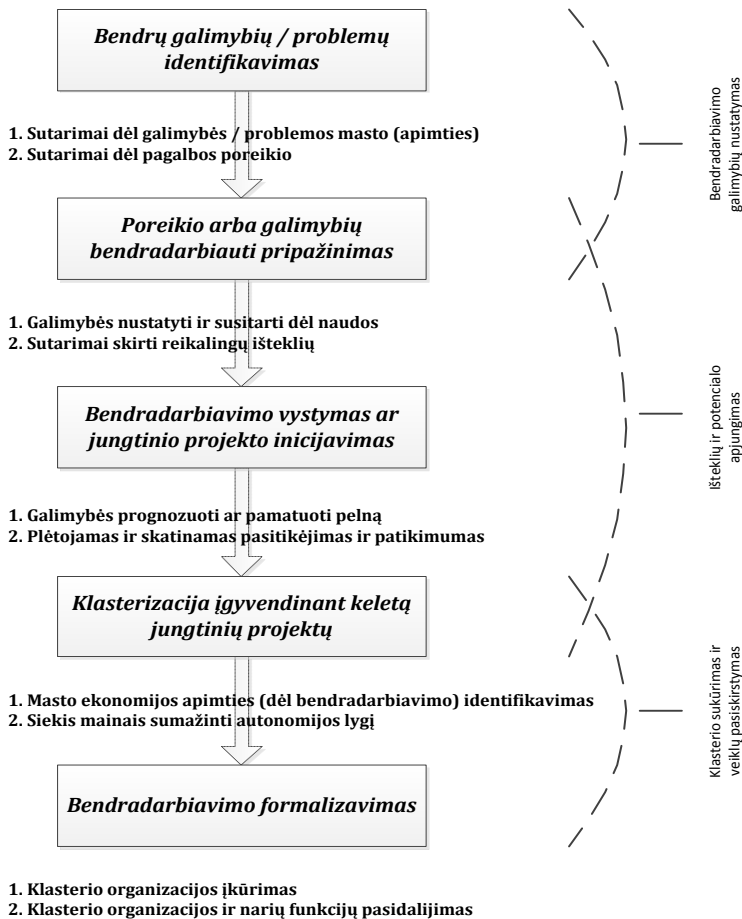 Bendrų galimybių / problemų
identifikavimas
1. Sutarimai dėl galimybės / problemos masto (apimties)
2. Sutarimai dėl pagalbos poreikio
Poreikio arba galimybių
bendradarbiauti pripažinimas
1. Galimybės nustatyti ir susitarti dėl naudos
2. Sutarimai skirti reikalingų išteklių
Bendradarbiavimo vystymas ar
jungtinio projekto inicijavimas
1. Galimybės prognozuoti ar pamatuoti pelną
2. Plėtojamas ir skatinamas pasitikėjimas ir patikimumas
Klasterizacija įgyvendinant keletą
jungtinių projektų
1. Masto ekonomijos apimties (dėl bendradarbiavimo) identifikavimas
2. Siekis mainais sumažinti autonomijos lygį
Bendradarbiavimo formalizavimas
1. Klasterio organizacijos įkūrimas
2. Klasterio organizacijos ir narių funkcijų pasidalijimas
Bendradarbiavimo
galimybių nustatymas
Išteklių ir potencialo
apjungimas
Klasterio sukūrimas ir
veiklų pasiskirstymas